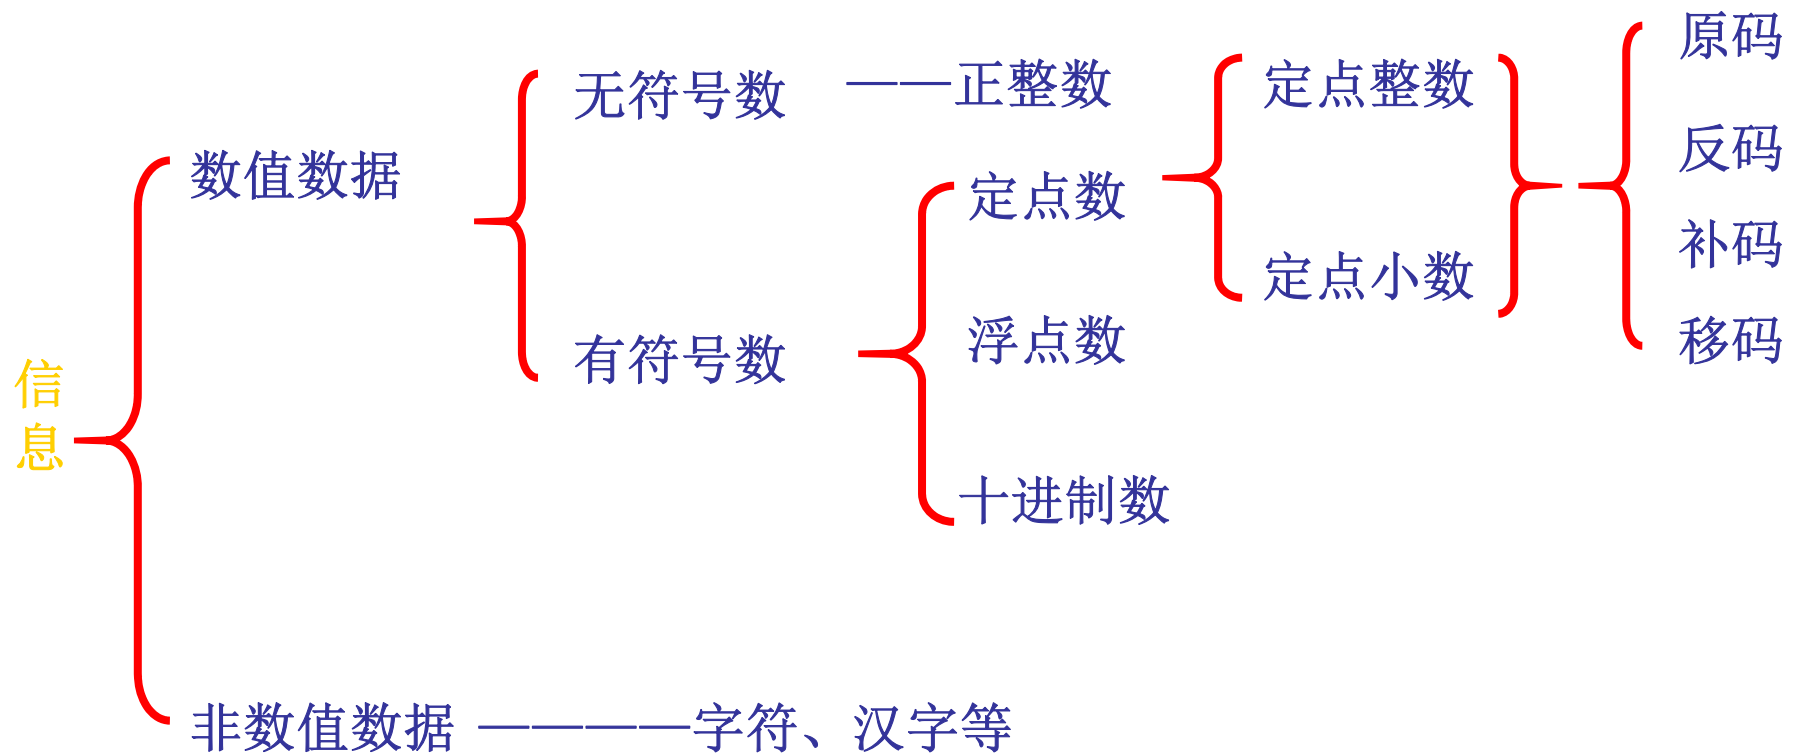 信息
数值数据
无符号数 ——正整数
有符号数
定点数
定点整数
定点小数
原码
反码
补码
移码
浮点数
十进制数
非数值数据 ————字符、汉字等